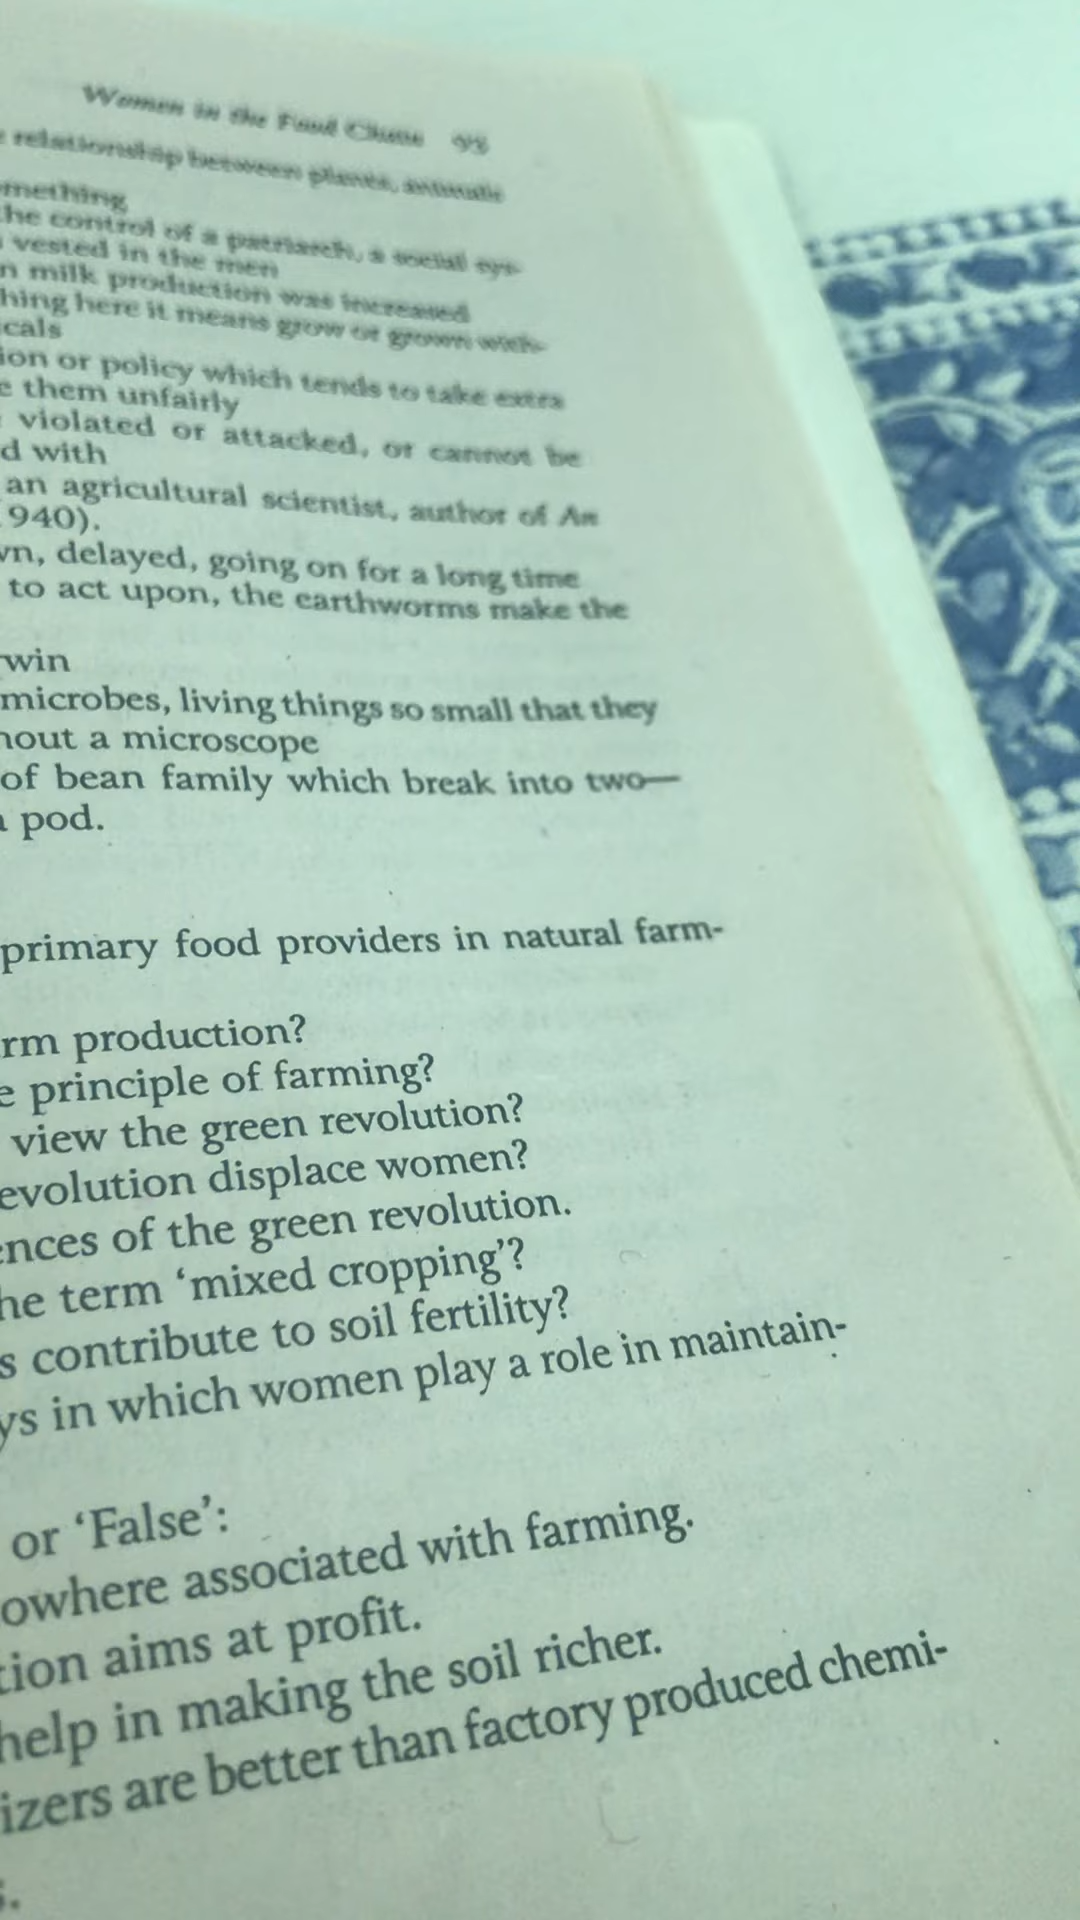 Women in the Food Chain 95
relationship between plants, animals
mething
he control of a patriarch, a social sys-
vested in the men
n milk production was increased
hing here it means grow or grown with-
cals
ion or policy which tends to take extra
e them unfairly
violated or attacked, or cannot be
d with
an agricultural scientist, author of An
940).
wn, delayed, going on for a long time
to act upon, the earthworms make the
win
microbes, living things so small that they
hout a microscope
of bean family which break into two—
pod.
primary food providers in natural farm-
rm production?
e principle of farming?
view the green revolution?
evolution displace women?
ences of the green revolution.
he term ‘mixed cropping’?
s contribute to soil fertility?
ys in which women play a role in maintain-
or ‘False’:
owhere associated with farming.
tion aims at profit.
help in making the soil richer.
izers are better than factory produced chemi-
s.